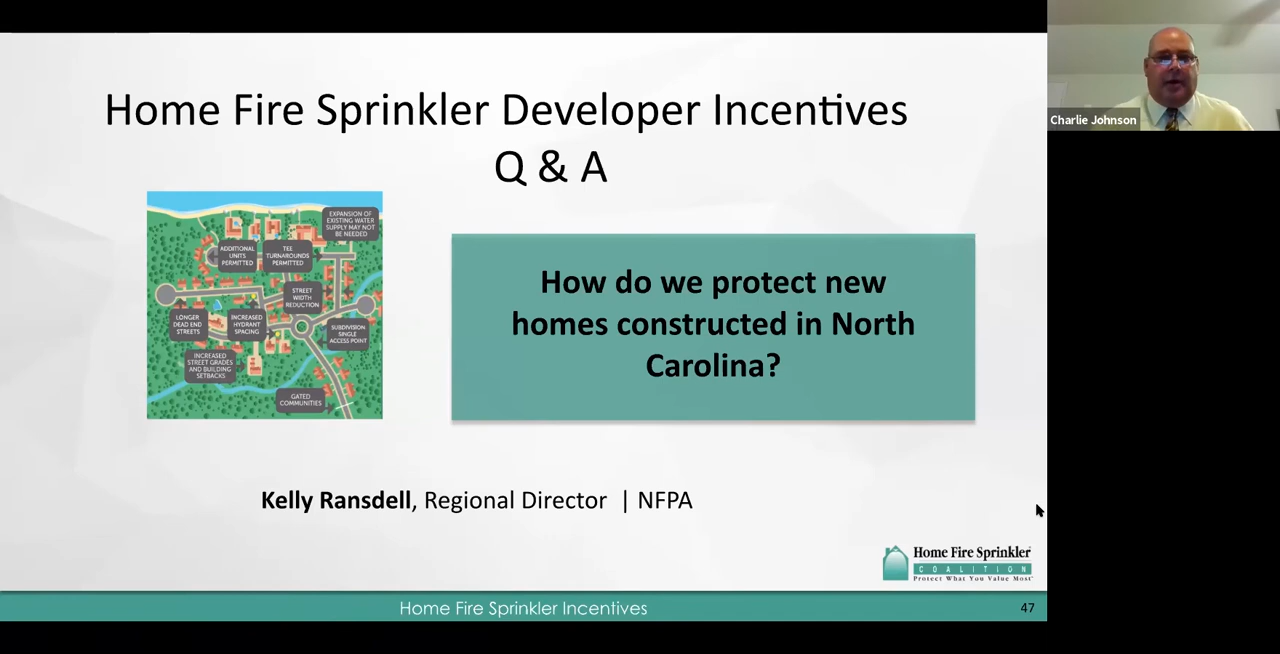 Home Fire Sprinkler Developer Incentives
Q & A
EXPANSION OF
EXISTING WATER
SUPPLY MAY NOT
BE NEEDED
ADDITIONAL
UNITS
PERMITTED
TEE
TURNAROUNDS
PERMITTED
STREET
WIDTH
REDUCTION
LONGER
DEAD END
STREETS
INCREASED
HYDRANT
SPACING
SUBDIVISION
SINGLE
ACCESS POINT
INCREASED
STREET GRADES
AND BUILDING
SETBACKS
GATED
COMMUNITIES
How do we protect new
homes constructed in North
Carolina?
Kelly Ransdell, Regional Director | NFPA
Home Fire Sprinkler
COALITION
Protect What You Value Most
Home Fire Sprinkler Incentives
47
Charlie Johnson